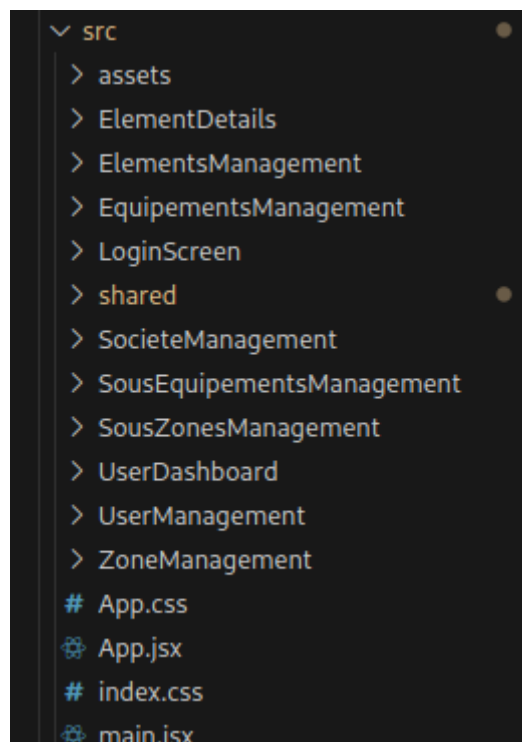 src
assets
ElementDetails
ElementsManagement
EquipementsManagement
LoginScreen
shared
SocieteManagement
SousEquipementsManagement
SousZonesManagement
UserDashboard
UserManagement
ZoneManagement
# App.css
App.jsx
# index.css
main.jsx